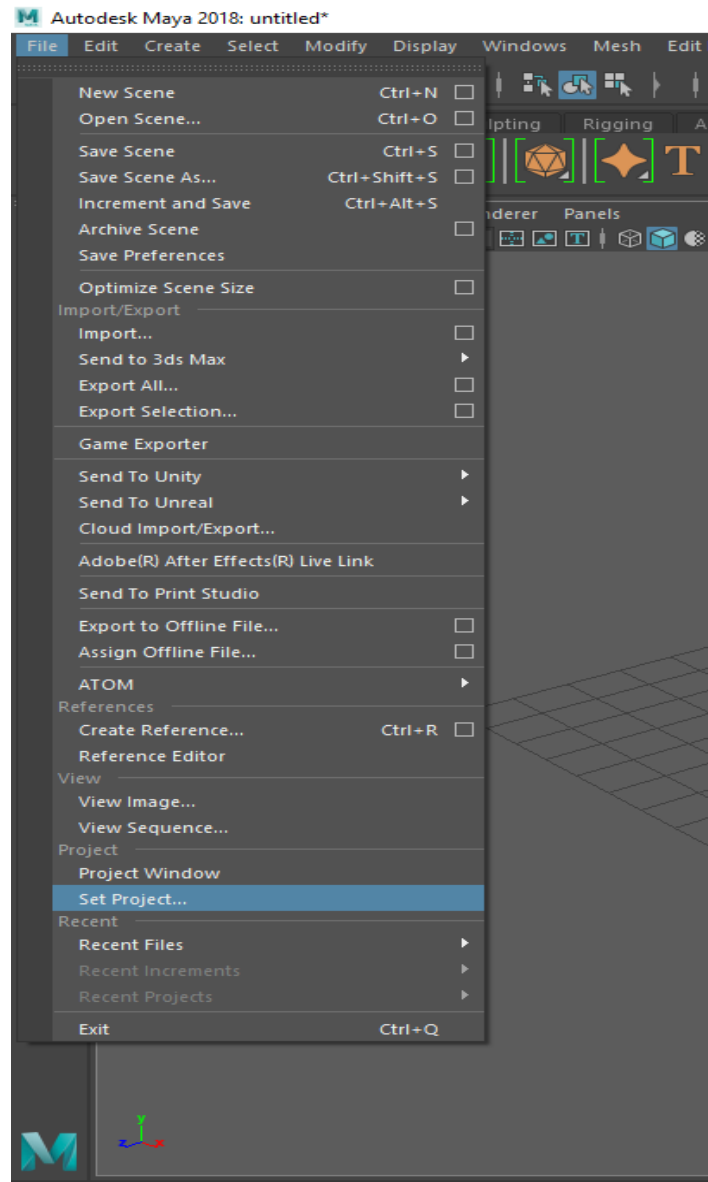 Autodesk Maya 2018: untitled*
File Edit Create Select Modify Display Windows Mesh Edit
New Scene Ctrl+N
Open Scene... Ctrl+O
lpting Rigging A
Save Scene Ctrl+S
Save Scene As... Ctrl+Shift+S
T
Increment and Save Ctrl+Alt+S
nderer Panels
Archive Scene
T
Save Preferences
Optimize Scene Size
Import/Export
Import...
Send to 3ds Max
Export All...
Export Selection...
Game Exporter
Send To Unity
Send To Unreal
Cloud Import/Export...
Adobe(R) After Effects(R) Live Link
Send To Print Studio
Export to Offline File...
Assign Offline File...
ATOM
References
Create Reference... Ctrl+R
Reference Editor
View
View Image...
View Sequence...
Project
Project Window
Set Project...
Recent
Recent Files
Recent Increments
Recent Projects
Exit Ctrl+Q
y
z x
M